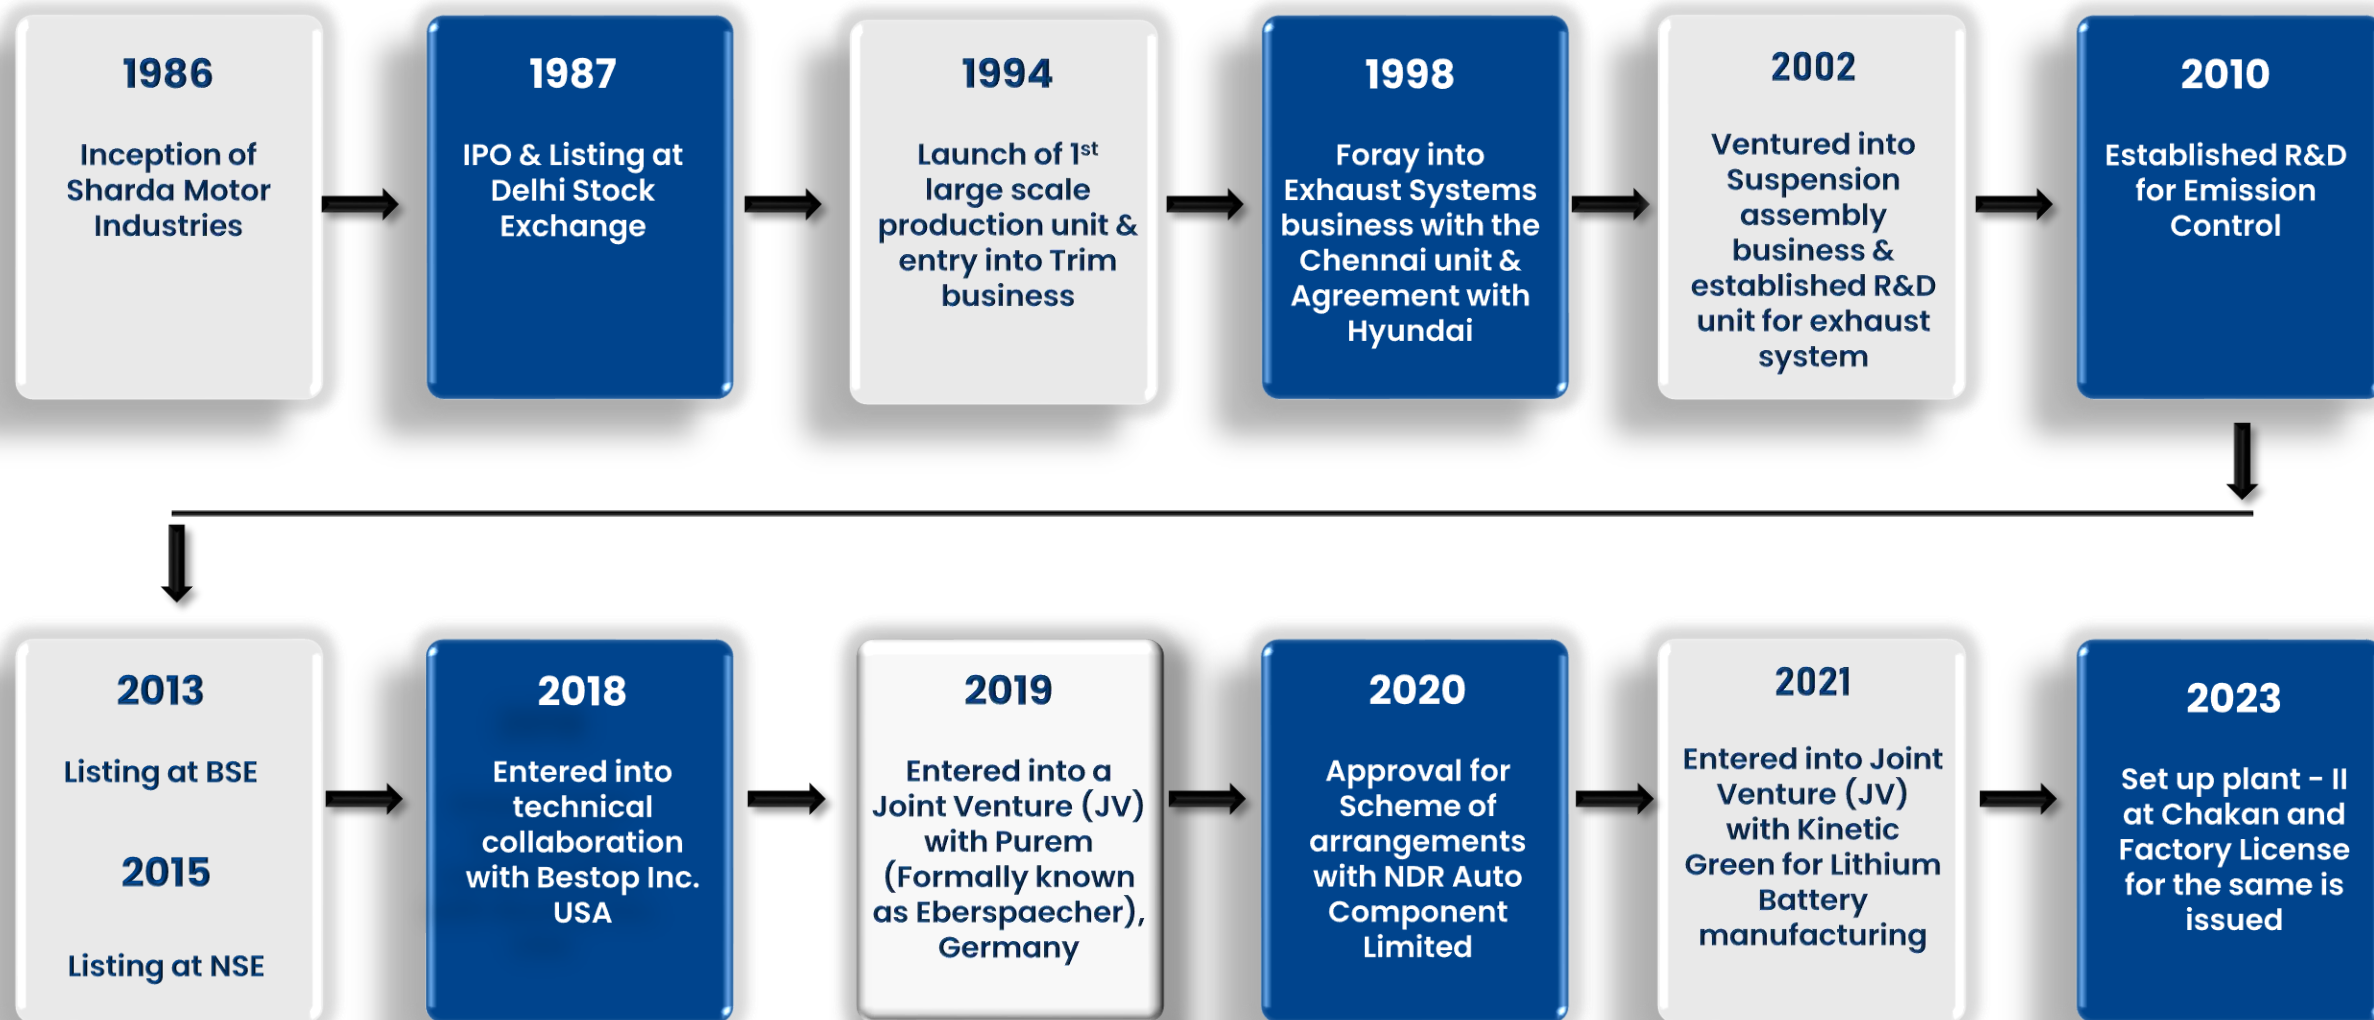 1986
Inception of
Sharda Motor
Industries
1987
IPO & Listing at
Delhi Stock
Exchange
1994
Launch of 1st
large scale
production unit &
entry into Trim
business
1998
Foray into
Exhaust Systems
business with the
Chennai unit &
Agreement with
Hyundai
2002
Ventured into
Suspension
assembly
business &
established R&D
unit for exhaust
system
2010
Established R&D
for Emission
Control
2013
Listing at BSE
2015
Listing at NSE
2018
Entered into
technical
collaboration
with Bestop Inc.
USA
2019
Entered into a
Joint Venture (JV)
with Purem
(Formally known
as Eberspaecher),
Germany
2020
Approval for
Scheme of
arrangements
with NDR Auto
Component
Limited
2021
Entered into Joint
Venture (JV)
with Kinetic
Green for Lithium
Battery
manufacturing
2023
Set up plant - II
at Chakan and
Factory License
for the same is
issued